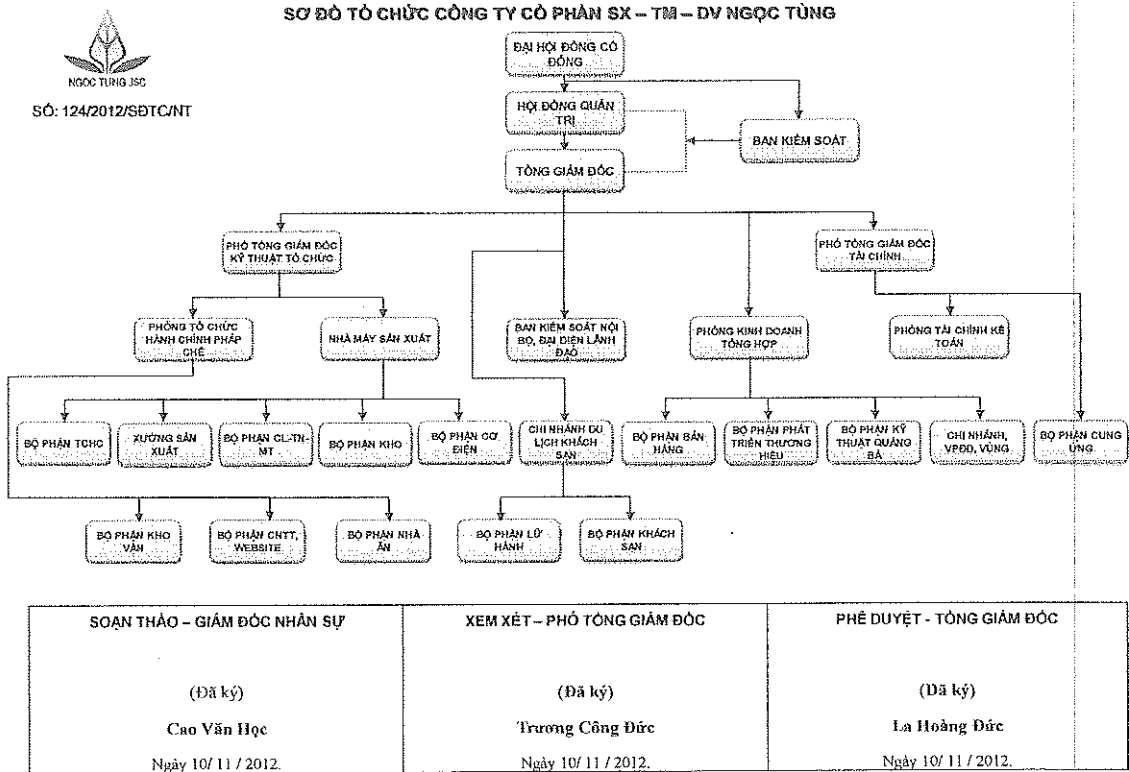 SƠ ĐỒ TỔ CHỨC CÔNG TY CỔ PHẦN SX – TM – DV NGỌC TÙNG
NGOC TUNG JSC
SỐ: 124/2012/SĐTC/NT
ĐẠI HỘI ĐỒNG CỔ
ĐÔNG
HỘI ĐỒNG QUẢN
TRỊ
BAN KIỂM SOÁT
TỔNG GIÁM ĐỐC
PHÓ TỔNG GIÁM ĐỐC
KỸ THUẬT TỔ CHỨC
PHÓ TỔNG GIÁM ĐỐC
TÀI CHÍNH
PHÒNG TỔ CHỨC
HÀNH CHÍNH PHÁP
CHẾ
NHÀ MÁY SẢN XUẤT
BAN KIỂM SOÁT NỘI
BỘ, ĐẠI DIỆN LÃNH
ĐẠO
PHÒNG KINH DOANH
TỔNG HỢP
PHÒNG TÀI CHÍNH KẾ
TOÁN
BỘ PHẬN TCHC
XƯỞNG SẢN
XUẤT
BỘ PHẬN CL-TN-
MT
BỘ PHẬN KHO
BỘ PHẬN CƠ
ĐIỆN
CHI NHÁNH DU
LỊCH KHÁCH
SẠN
BỘ PHẬN BÁN
HÀNG
BỘ PHẬN PHÁT
TRIỂN THƯƠNG
HIỆU
BỘ PHẬN KỸ
THUẬT QUẢNG
BÁ
CHI NHÁNH,
VPĐD, VÙNG
BỘ PHẬN CUNG
ỨNG
BỘ PHẬN KHO
VẬN
BỘ PHẬN CNTT,
WEBSITE
BỘ PHẬN NHÀ
ĂN
BỘ PHẬN LỮ
HÀNH
BỘ PHẬN KHÁCH
SẠN
SOẠN THẢO – GIÁM ĐỐC NHÂN SỰ
(Đã ký)
Cao Văn Học
Ngày 10/ 11 / 2012.
XEM XÉT – PHÓ TỔNG GIÁM ĐỐC
(Đã ký)
Trương Công Đức
Ngày 10/ 11 / 2012.
PHÊ DUYỆT - TỔNG GIÁM ĐỐC
(Đã ký)
La Hoàng Đức
Ngày 10/ 11 / 2012.